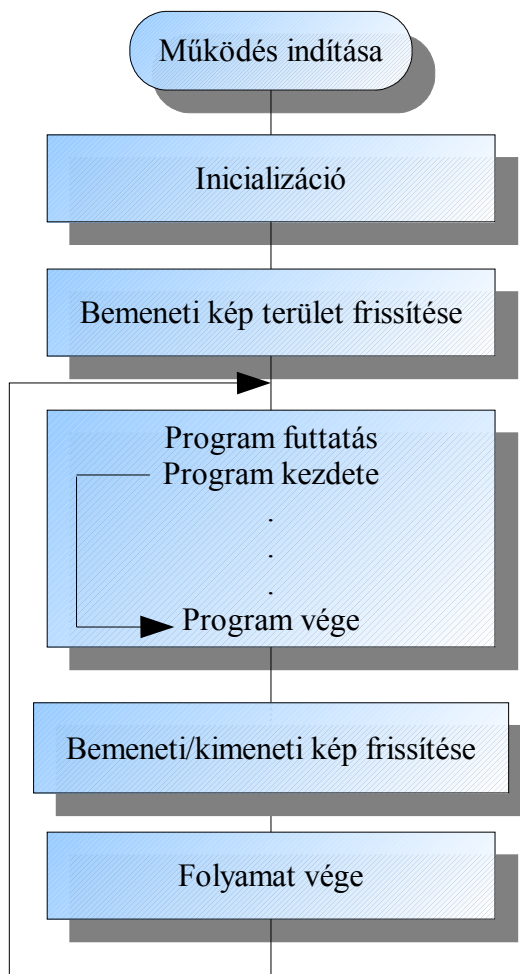 Működés indítása
Inicializáció
Bemeneti kép terület frissítése
Program futtatás
Program kezdete
.
.
.
Program vége
Bemeneti/kimeneti kép frissítése
Folyamat vége